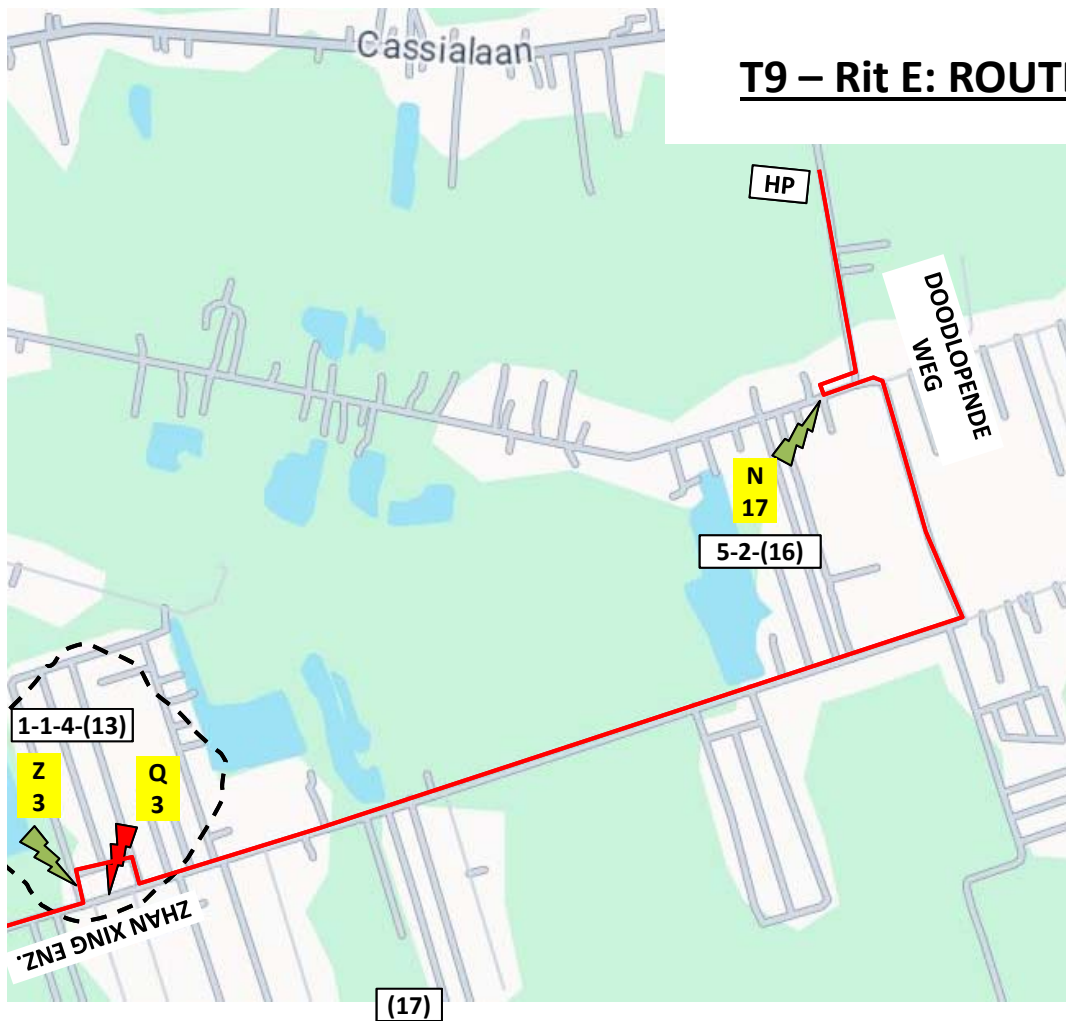 Cassialaan
T9 – Rit E: ROUTE
HP
DOODLOPENDE
WEG
N
17
5-2-(16)
1-1-4-(13)
Z
3
Q
3
ZHAN XING ENZ.
(17)